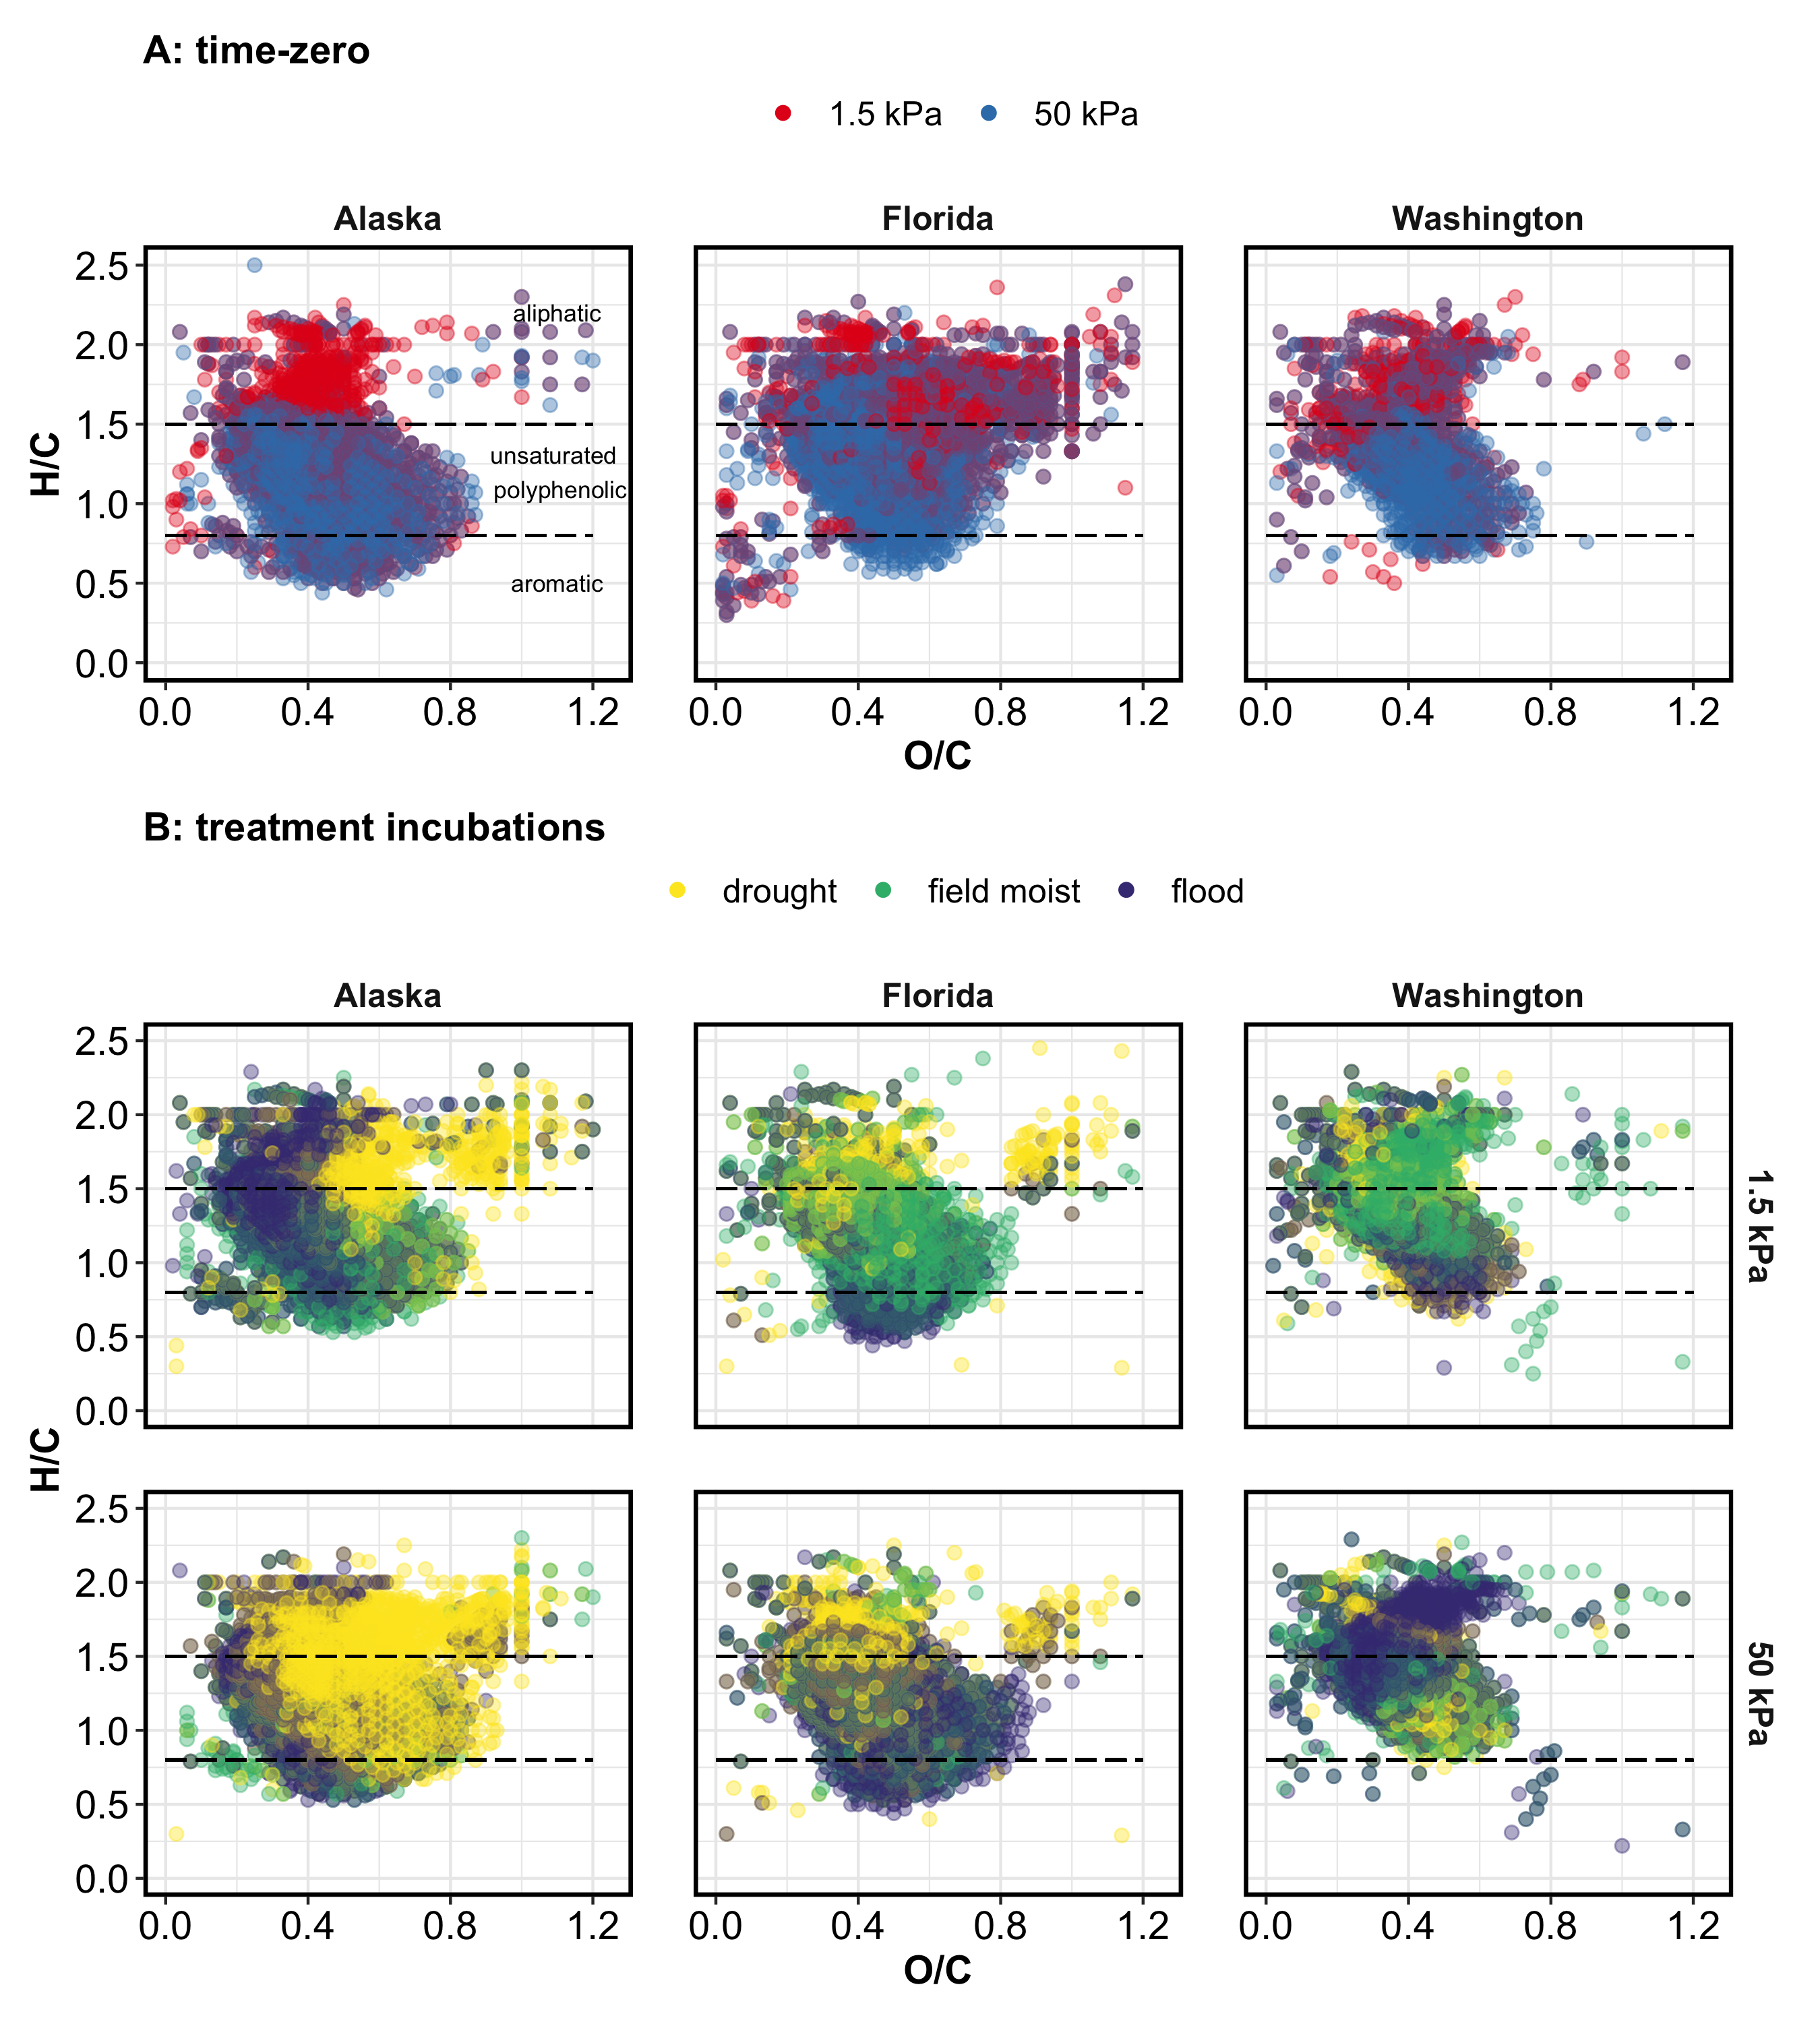 A: time-zero
1.5 kPa 50 kPa
Alaska Florida Washington
H/C
2.5
2.0
1.5
1.0
0.5
0.0
aliphatic
unsaturated
polyphenolic
aromatic
0.0 0.4 0.8 1.2 0.0 0.4 0.8 1.2 0.0 0.4 0.8 1.2
O/C
B: treatment incubations
drought field moist flood
Alaska Florida Washington
2.5
2.0
1.5
1.0
0.5
0.0
1.5 kPa
H/C
2.5
2.0
1.5
1.0
0.5
0.0
50 kPa
0.0 0.4 0.8 1.2 0.0 0.4 0.8 1.2 0.0 0.4 0.8 1.2
O/C